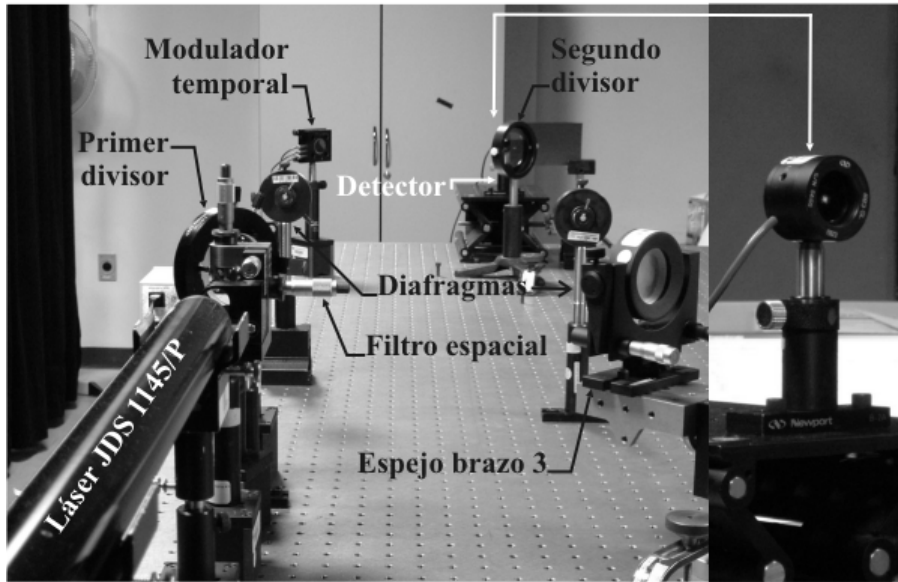 Modulador
temporal
Segundo
divisor
Primer
divisor
Detector
Diafragmas
Filtro espacial
Láser JDS 1145/P
Espejo brazo 3
Newport